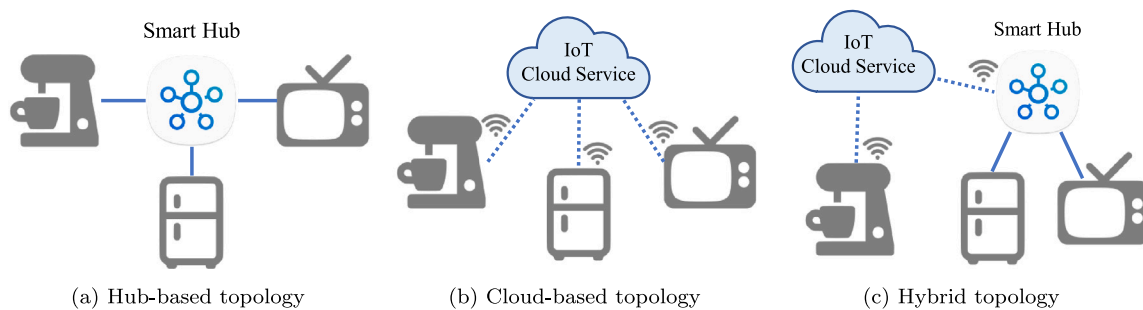 Smart Hub
(a) Hub-based topology
IoT
Cloud Service
(b) Cloud-based topology
IoT
Cloud Service
Smart Hub
(c) Hybrid topology